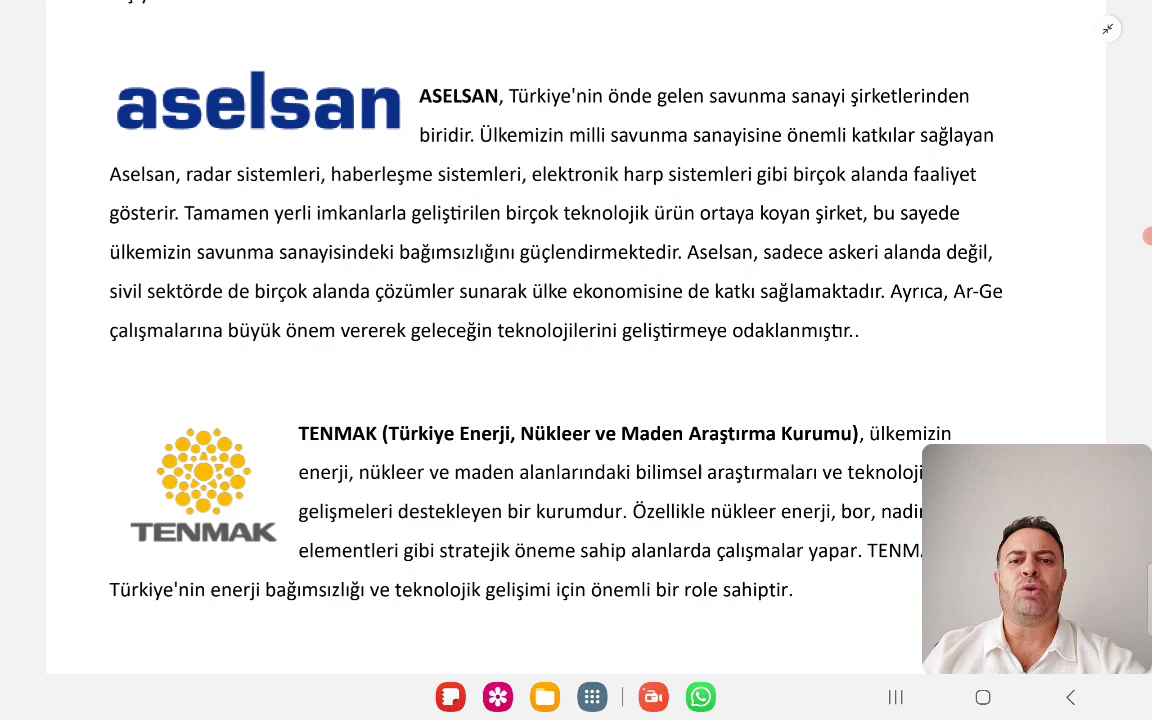 aselsan
ASELSAN, Türkiye'nin önde gelen savunma sanayi şirketlerinden
biridir. Ülkemizin milli savunma sanayisine önemli katkılar sağlayan
Aselsan, radar sistemleri, haberleşme sistemleri, elektronik harp sistemleri gibi birçok alanda faaliyet
gösterir. Tamamen yerli imkanlarla geliştirilen birçok teknolojik ürün ortaya koyan şirket, bu sayede
ülkemizin savunma sanayisindeki bağımsızlığını güçlendirmektedir. Aselsan, sadece askeri alanda değil,
sivil sektörde de birçok alanda çözümler sunarak ülke ekonomisine de katkı sağlamaktadır. Ayrıca, Ar-Ge
çalışmalarına büyük önem vererek geleceğin teknolojilerini geliştirmeye odaklanmıştır..
TENMAK
TENMAK (Türkiye Enerji, Nükleer ve Maden Araştırma Kurumu), ülkemizin
enerji, nükleer ve maden alanlarındaki bilimsel araştırmaları ve teknoloji
gelişmeleri destekleyen bir kurumdur. Özellikle nükleer enerji, bor,
elementleri gibi stratejik öneme sahip alanlarda çalışmalar yapar.
Türkiye'nin enerji bağımsızlığı ve teknolojik gelişimi için önemli bir role sahiptir.